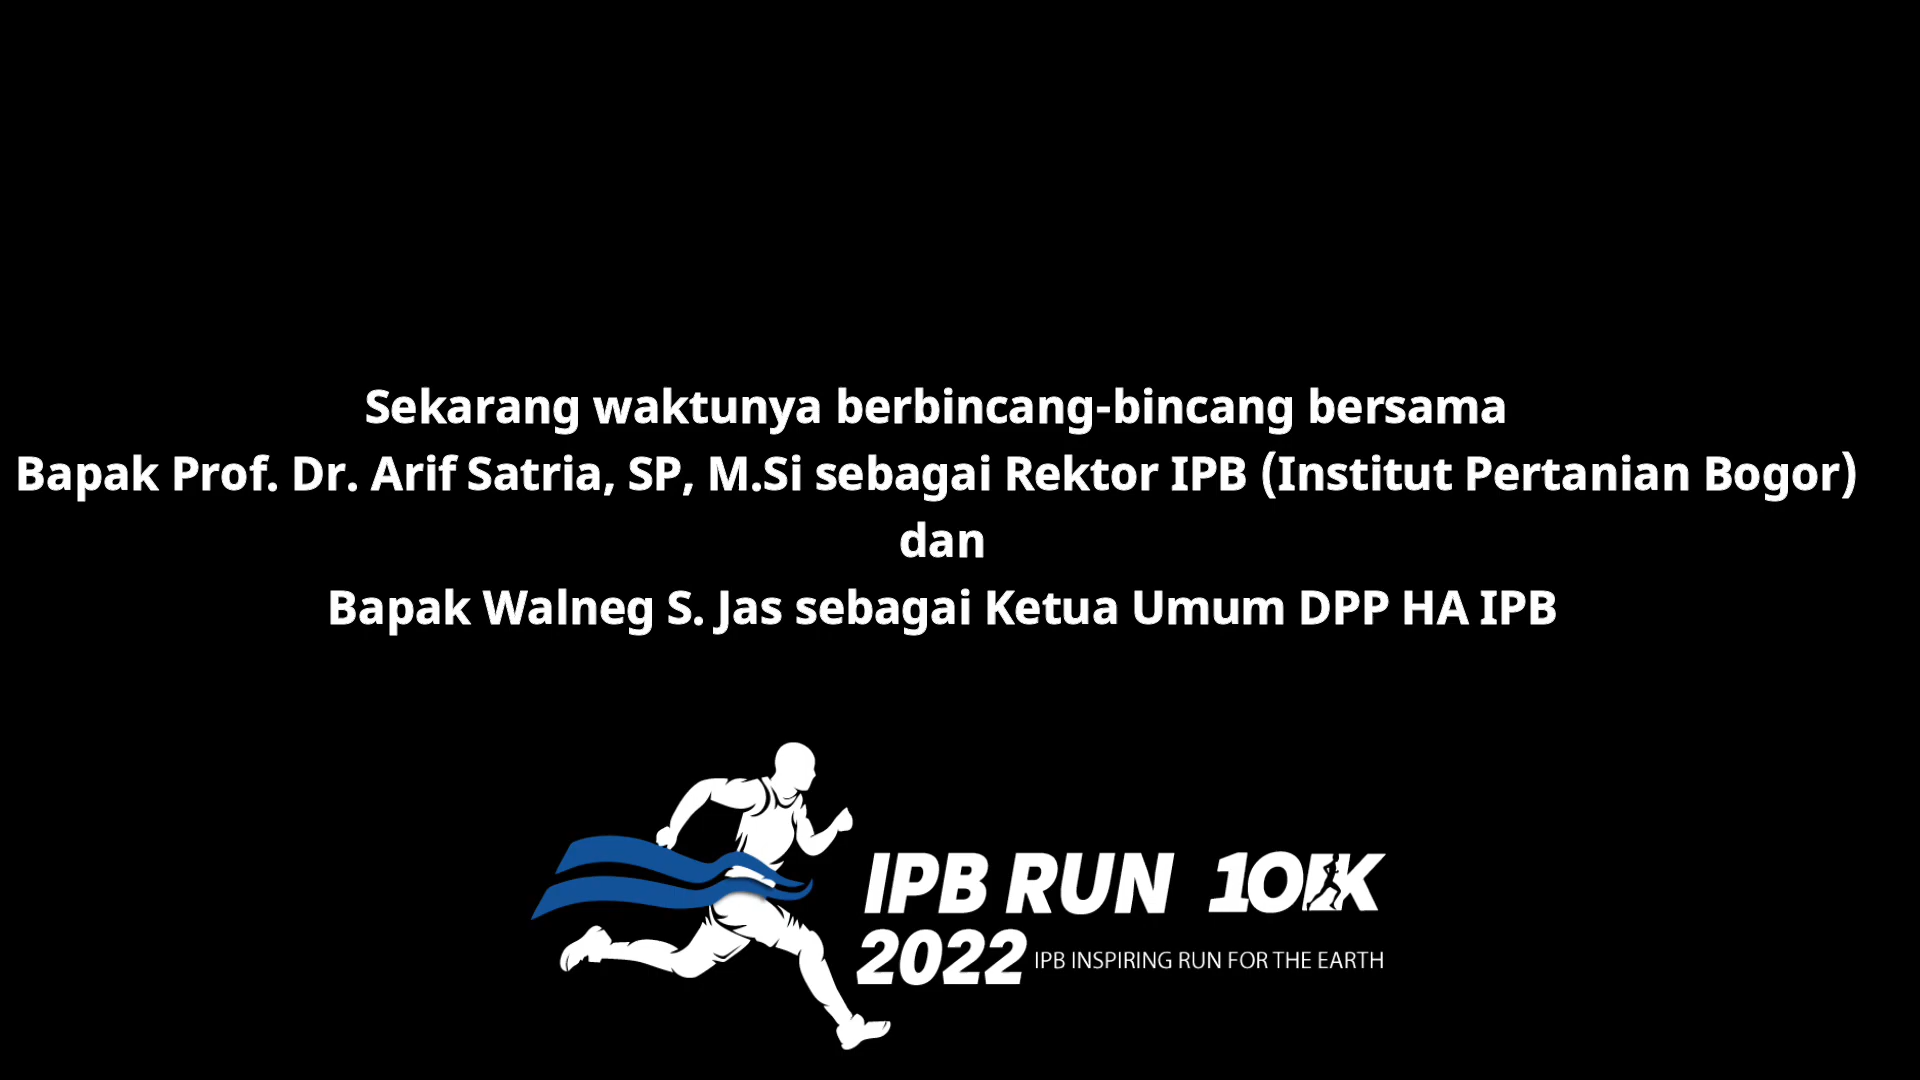 Sekarang waktunya berbincang-bincang bersama
Bapak Prof. Dr. Arif Satria, SP, M.Si sebagai Rektor IPB (Institut Pertanian Bogor)
dan
Bapak Walneg S. Jas sebagai Ketua Umum DPP HA IPB
IPB RUN 10K
2022 IPB INSPIRING RUN FOR THE EARTH